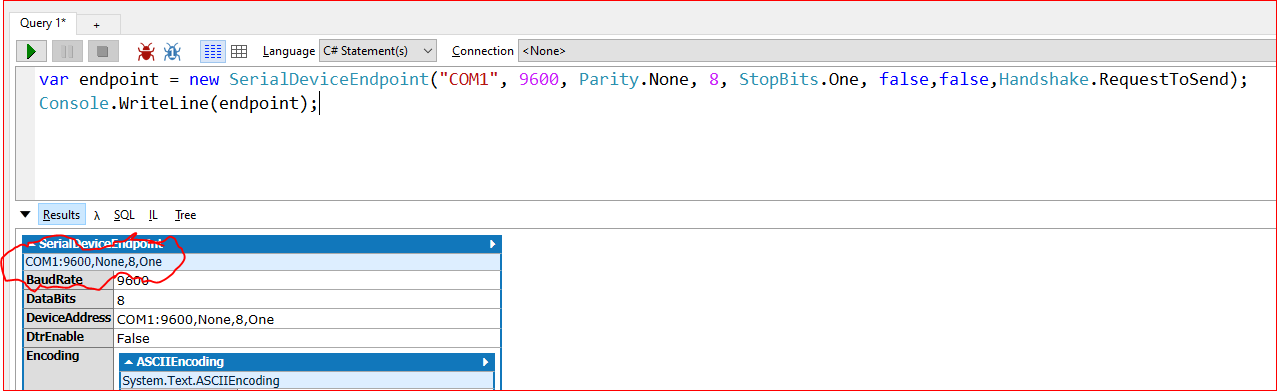 Query 1* +
Language C# Statement(s) Connection <None>
var endpoint = new SerialDeviceEndpoint("COM1", 9600, Parity.None, 8, StopBits.One, false,false,Handshake.RequestToSend);
Console.WriteLine(endpoint);
Results λ SQL IL Tree
SerialDeviceEndpoint
COM1:9600,None,8,One
BaudRate 9600
DataBits 8
DeviceAddress COM1:9600,None,8,One
DtrEnable False
Encoding
ASCIIEncoding
System.Text.ASCIIEncoding